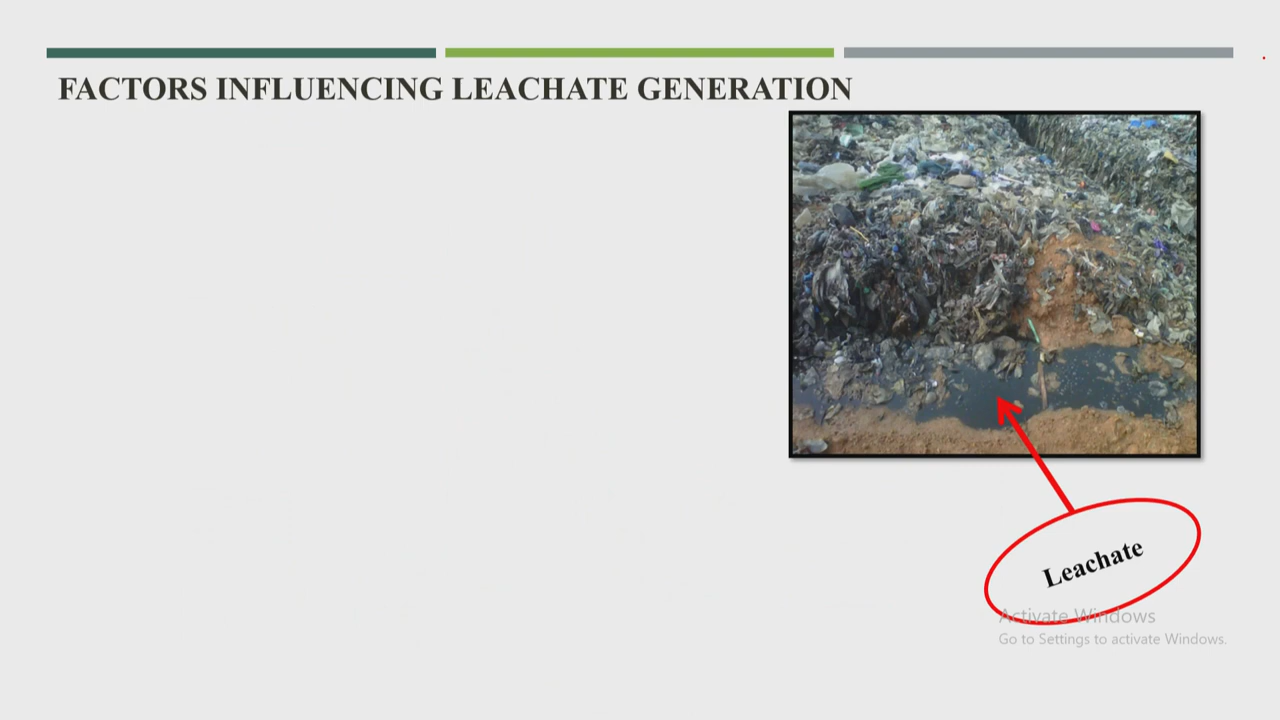 FACTORS INFLUENCING LEACHATE GENERATION
Leachate
Activate Windows
Go to Settings to activate Windows.